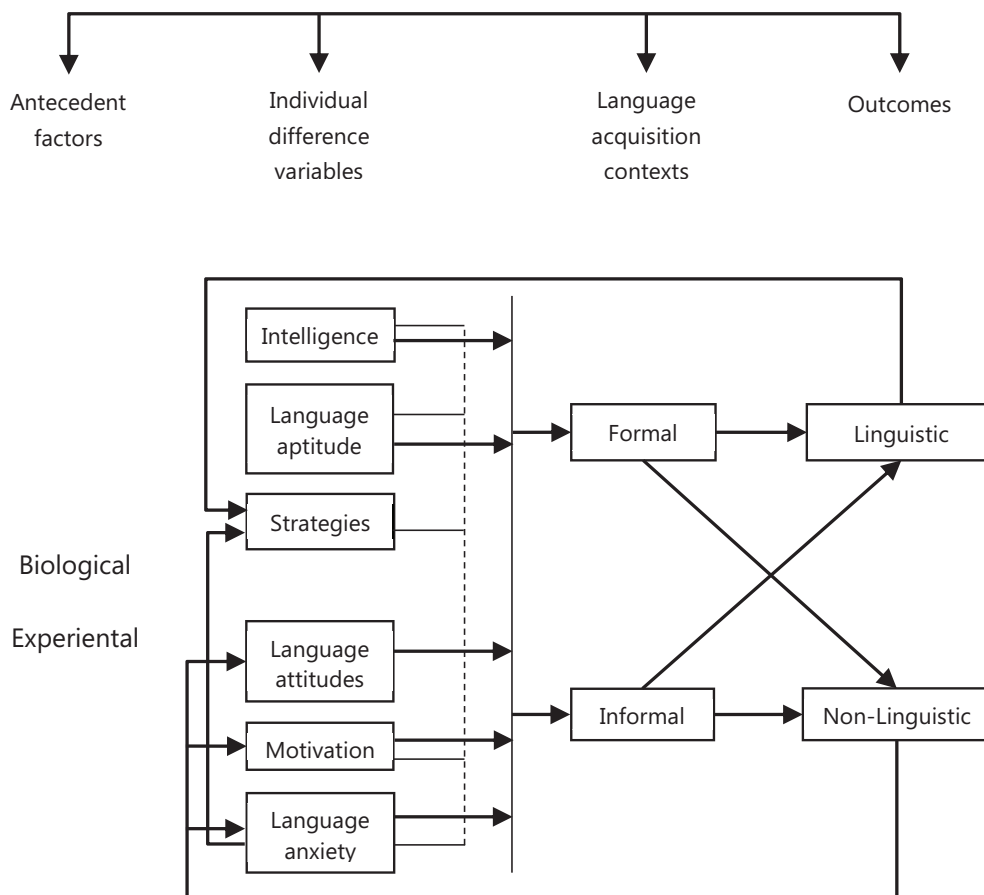 Antecedent
factors
Individual
difference
variables
Language
acquisition
contexts
Outcomes
Intelligence
Language
aptitude
Strategies
Biological
Experiental
Language
attitudes
Motivation
Language
anxiety
Formal
Informal
Linguistic
Non-Linguistic